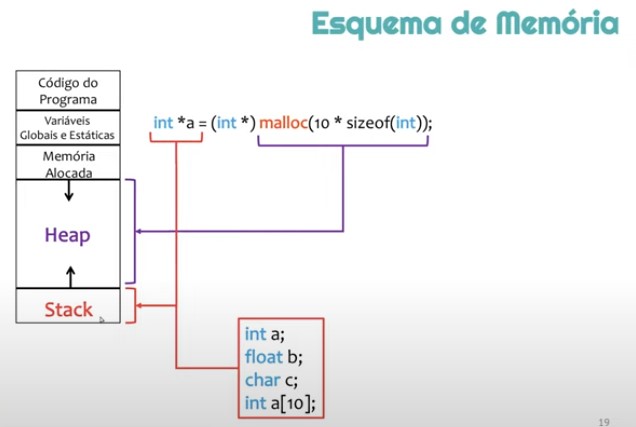 Esquema de Memória
Código do
Programa
Variáveis
Globais e Estáticas
Memória
Alocada
Heap
Stack
int *a = (int *) malloc(10 * sizeof(int));
int a;
float b;
char c;
int a[10];
19